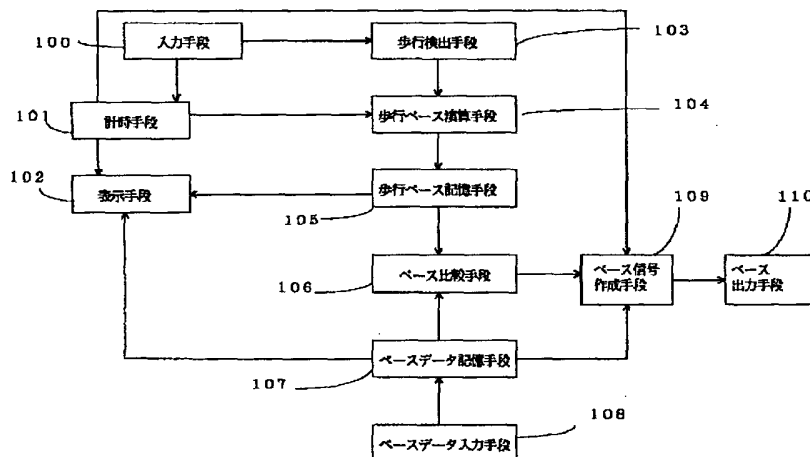 100
入力手段
歩行検出手段
103
101
計時手段
歩行ペース演算手段
104
102
表示手段
歩行ペース記憶手段
105
106
ペース比較手段
109
ペース信号
作成手段
110
ペース
出力手段
107
ペースデータ記憶手段
108
ペースデータ入力手段